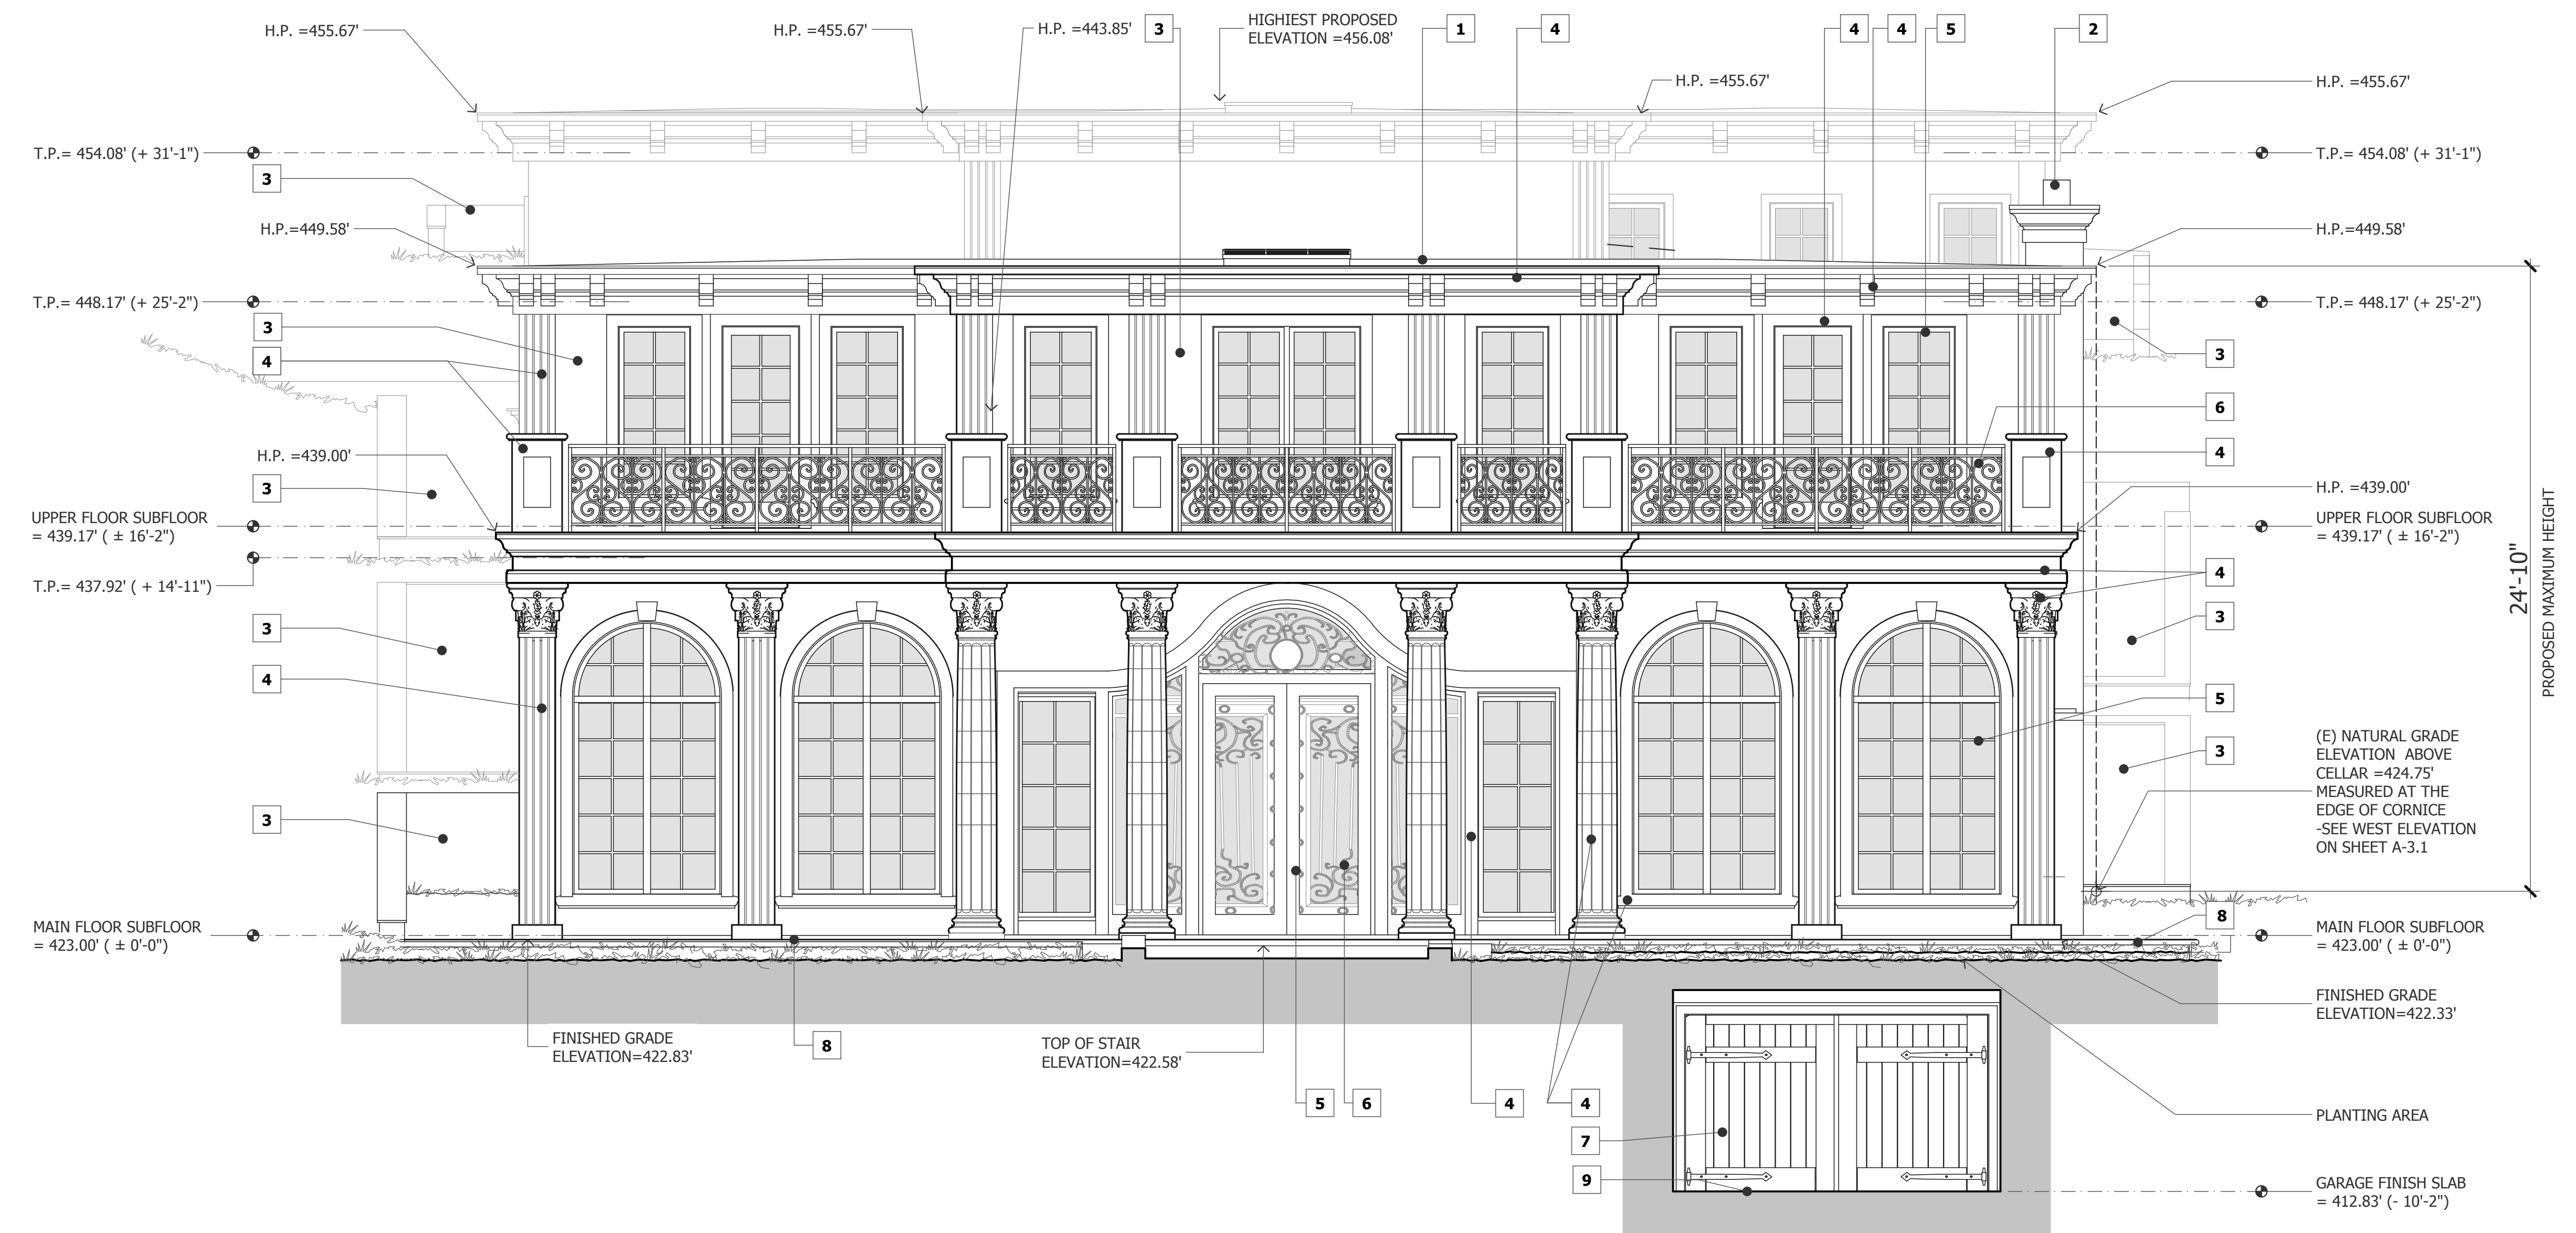 H.P. =455.67'
H.P. =455.67'
H.P. =443.85'
3
HIGHIEST PROPOSED
ELEVATION =456.08'
1
4
4
4
5
2
H.P. =455.67'
H.P. =455.67'
T.P.= 454.08' (+ 31'-1")
T.P.= 454.08' (+ 31'-1")
3
H.P.=449.58'
H.P.=449.58'
T.P.= 448.17' (+ 25'-2")
T.P.= 448.17' (+ 25'-2")
3
4
3
6
4
H.P. =439.00'
3
H.P. =439.00'
UPPER FLOOR SUBFLOOR
= 439.17' ( ± 16'-2")
UPPER FLOOR SUBFLOOR
= 439.17' ( ± 16'-2")
T.P.= 437.92' ( + 14'-11")
4
24'-10"
PROPOSED MAXIMUM HEIGHT
3
3
4
5
3
(E) NATURAL GRADE
ELEVATION ABOVE
CELLAR =424.75'
MEASURED AT THE
EDGE OF CORNICE
-SEE WEST ELEVATION
ON SHEET A-3.1
3
8
MAIN FLOOR SUBFLOOR
= 423.00' ( ± 0'-0")
MAIN FLOOR SUBFLOOR
= 423.00' ( ± 0'-0")
FINISHED GRADE
ELEVATION=422.33'
FINISHED GRADE
ELEVATION=422.83'
8
TOP OF STAIR
ELEVATION=422.58'
5
6
4
4
PLANTING AREA
7
9
GARAGE FINISH SLAB
= 412.83' (- 10'-2")